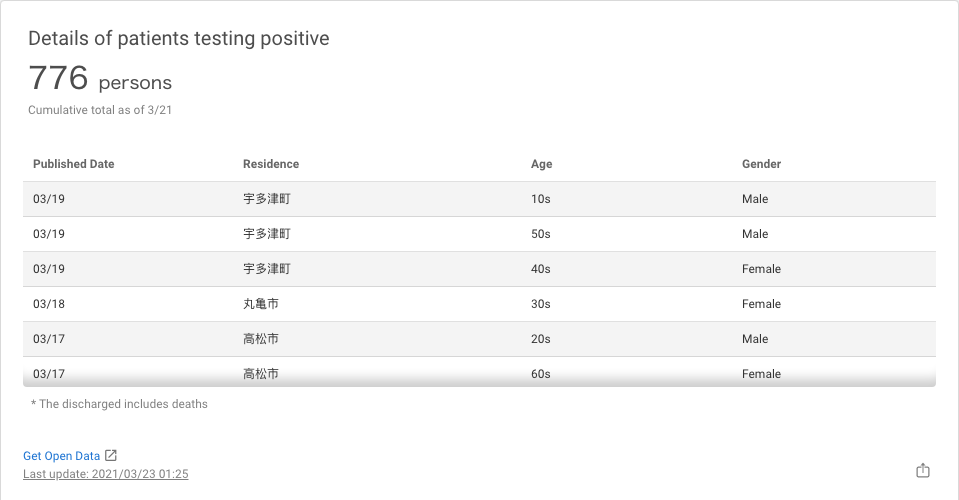 Details of patients testing positive
776 persons
Cumulative total as of 3/21
Published Date Residence Age Gender
03/19 宇多津町 10s Male
03/19 宇多津町 50s Male
03/19 宇多津町 40s Female
03/18 丸亀市 30s Female
03/17 高松市 20s Male
03/17 高松市 60s Female
* The discharged includes deaths
Get Open Data
Last update: 2021/03/23 01:25